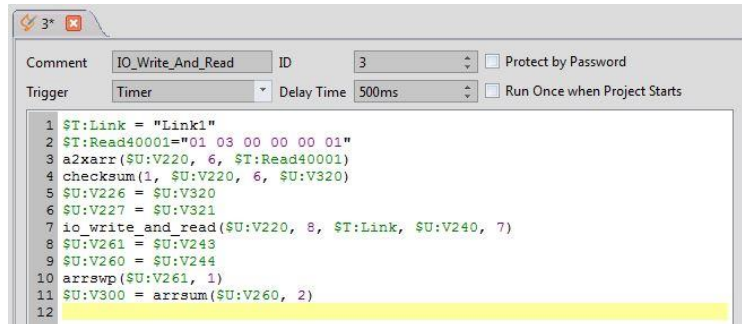 3*
Comment IO_Write_And_Read ID 3 Protect by Password
Trigger Timer Delay Time 500ms Run Once when Project Starts
1 $T:Link = "Link1"
2 $T:Read40001="01 03 00 00 00 01"
3 a2xarr($U:V220, 6, $T:Read40001)
4 checksum(1, $U:V220, 6, $U:V320)
5 $U:V226 = $U:V320
6 $U:V227 = $U:V321
7 io_write_and_read($U:V220, 8, $T:Link, $U:V240, 7)
8 $U:V261 = $U:V243
9 $U:V260 = $U:V244
10 arrswp($U:V261, 1)
11 $U:V300 = arrsum($U:V260, 2)
12